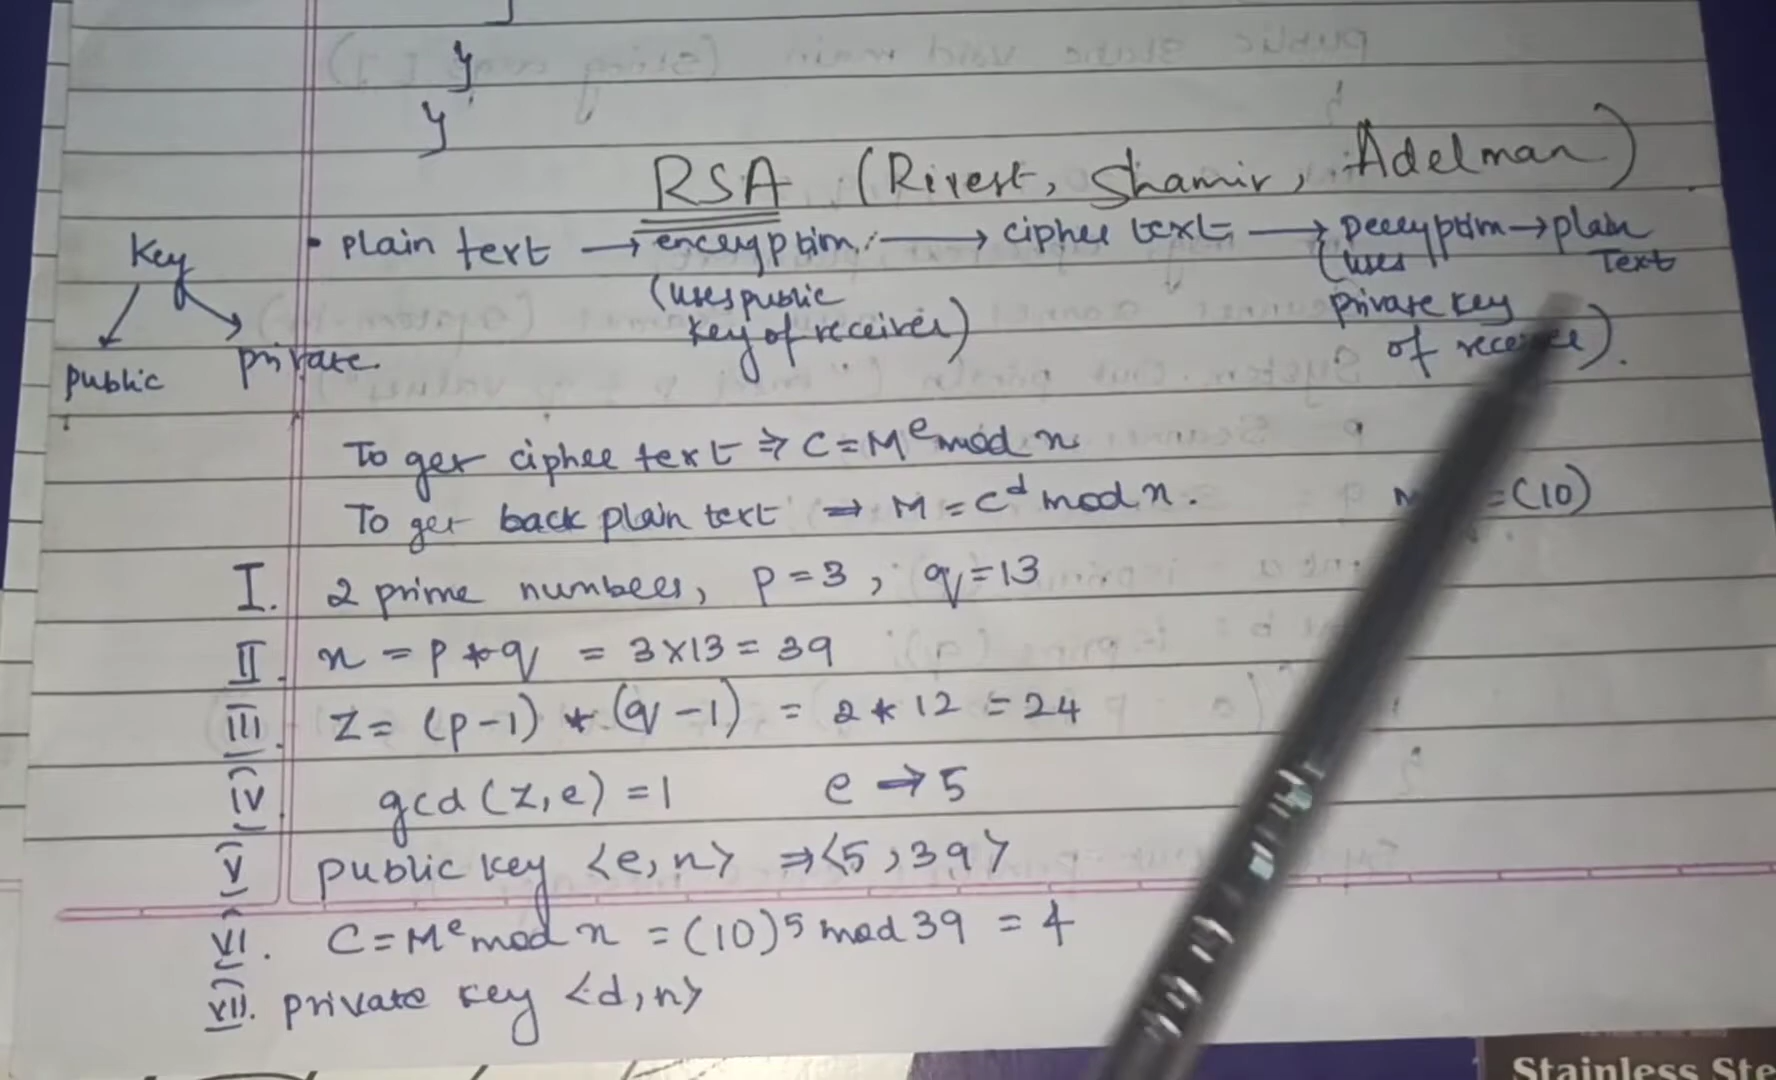 y
y
RSA (Rivest, Shamir, Adelman)
Key
public
private.
• plain text → encryption → cipher text → Decryption → plain Text
(uses public key of receiver)
(uses private key of receiver).
To get cipher text ⇒ C = M^e mod n
To get back plain text ⇒ M = C^d mod n.
= (10)
I. 2 prime numbers, p = 3, q = 13
II. n = p * q = 3 x 13 = 39
III. Z = (p-1) * (q-1) = 2 * 12 = 24
IV gcd (z, e) = 1 e → 5
V public key <e, n> ⇒ <5, 39>
VI. C = M^e mod n = (10)^5 mod 39 = 4
VII. private key <d, n>
Stainless Ste